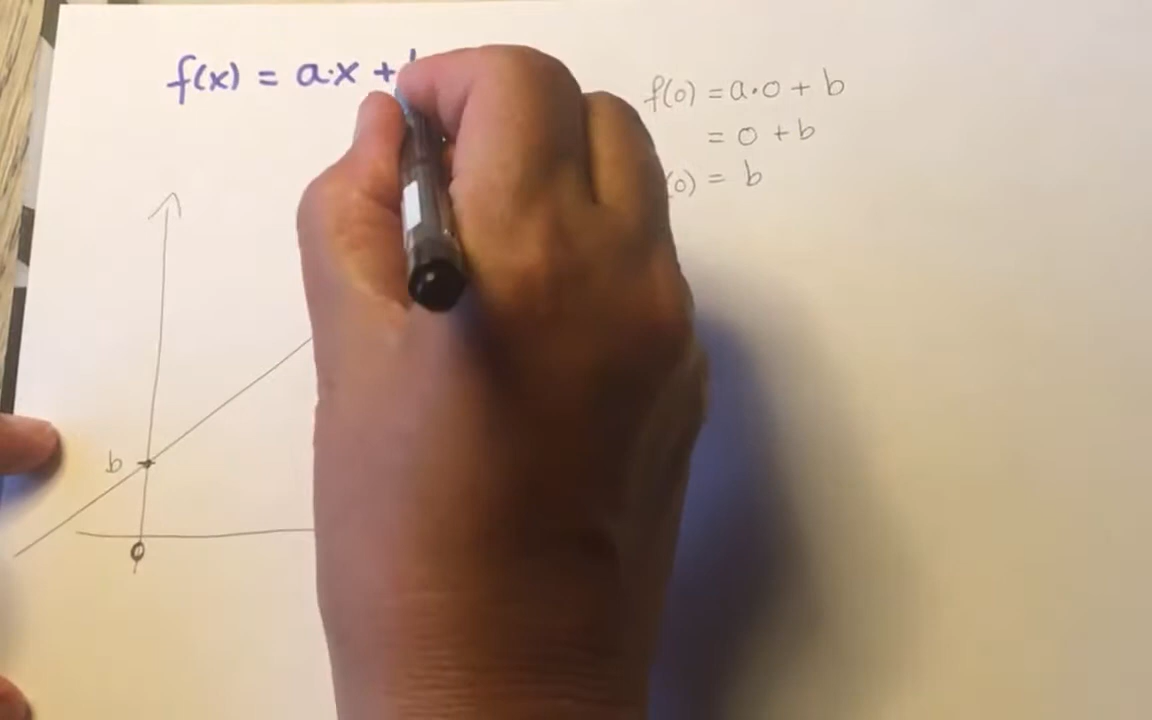 f(x) = a·x +
f(0) = a·0 + b
= 0 + b
(0) = b
b
0